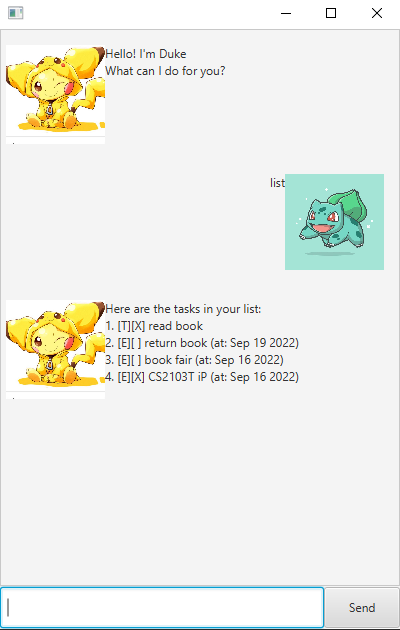 Hello! I'm Duke
What can I do for you?
list
Here are the tasks in your list:
1. [T][X] read book
2. [E][ ] return book (at: Sep 19 2022)
3. [E][ ] book fair (at: Sep 16 2022)
4. [E][X] CS2103T iP (at: Sep 16 2022)
Send